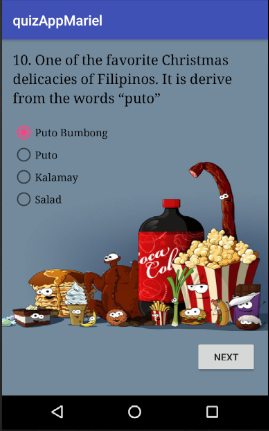 quizAppMariel
10. One of the favorite Christmas
delicacies of Filipinos. It is derive
from the words “puto”
Puto Bumbong
Puto
Kalamay
Salad
oca
Col
NEXT